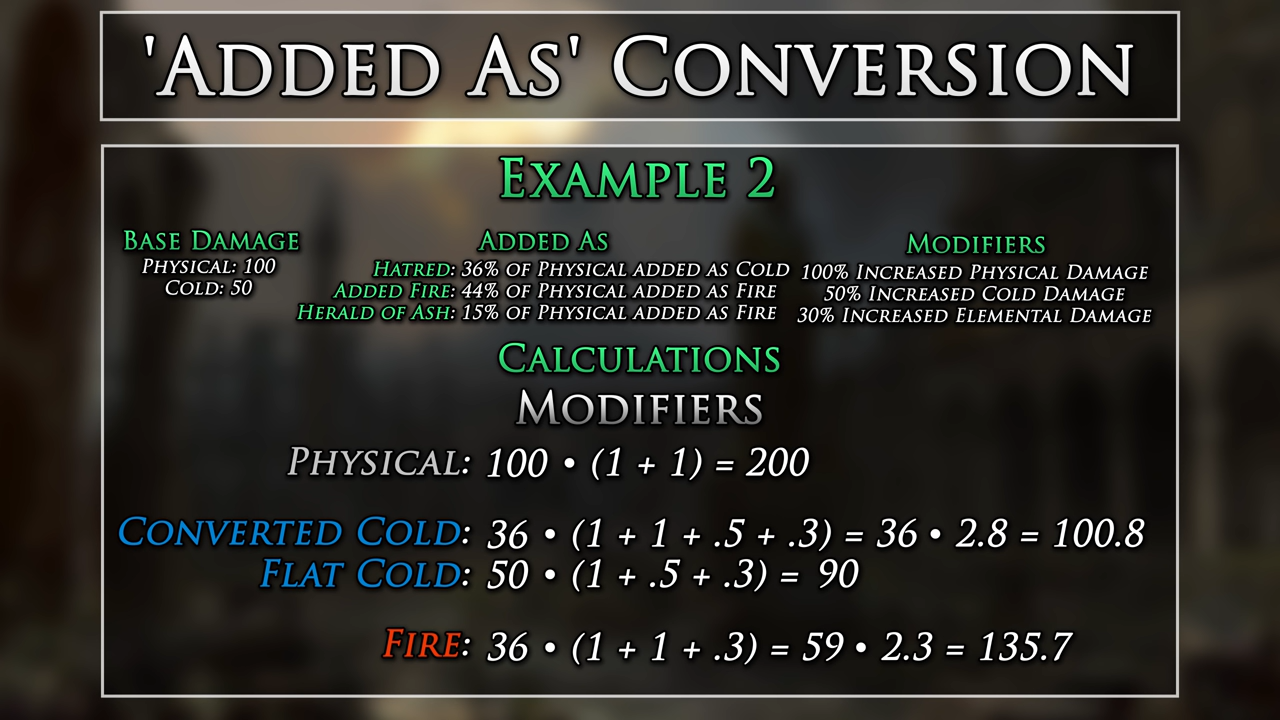 'Added As' Conversion
Example 2
Base Damage
Physical: 100
Cold: 50
Added As
Hatred: 36% of Physical added as Cold
Added Fire: 44% of Physical added as Fire
Herald of Ash: 15% of Physical added as Fire
Modifiers
100% Increased Physical Damage
50% Increased Cold Damage
30% Increased Elemental Damage
Calculations
Modifiers
Physical: 100 • (1 + 1) = 200
Converted Cold: 36 • (1 + 1 + .5 + .3) = 36 • 2.8 = 100.8
Flat Cold: 50 • (1 + .5 + .3) = 90
Fire: 36 • (1 + 1 + .3) = 59 • 2.3 = 135.7